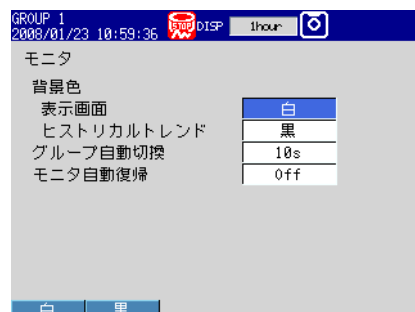 GROUP 1
2008/01/23 10:59:36 STOP DISP 1hour
モニタ
背景色
表示画面 白
ヒストリカルトレンド 黒
グループ自動切換 10s
モニタ自動復帰 Off
白 黒